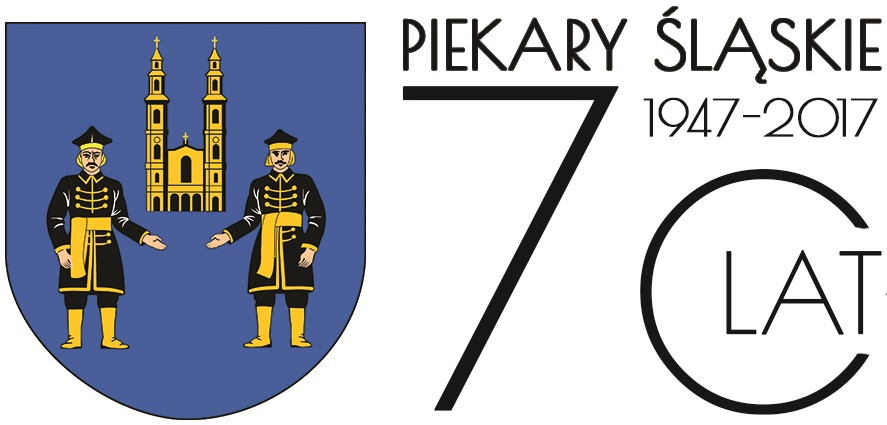 PIEKARY ŚLĄSKIE
1947-2017
70
LAT